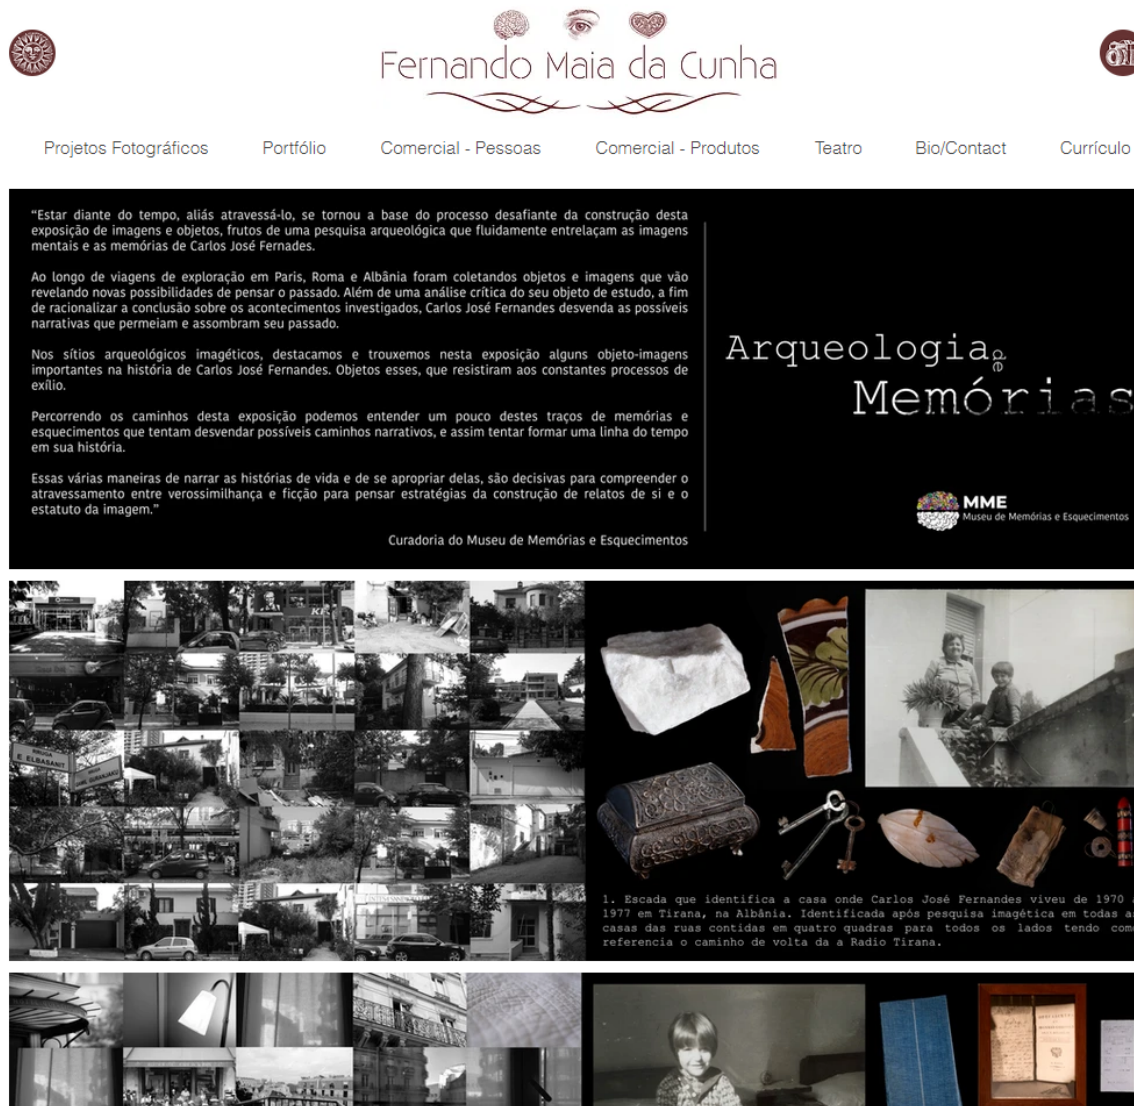 Fernando Maia da Cunha
Projetos Fotográficos
Portfólio
Comercial - Pessoas
Comercial - Produtos
Teatro
Bio/Contact
Currículo
“Estar diante do tempo, aliás atravessá-lo, se tornou a base do processo desafiante da construção desta
exposição de imagens e objetos, frutos de uma pesquisa arqueológica que fluidamente entrelaçam as imagens
mentais e as memórias de Carlos José Fernades.
Ao longo de viagens de exploração em Paris, Roma e Albânia foram coletandos objetos e imagens que vão
revelando novas possibilidades de pensar o passado. Além de uma análise crítica do seu objeto de estudo, a fim
de racionalizar a conclusão sobre os acontecimentos investigados, Carlos José Fernandes desvenda as possíveis
narrativas que permeiam e assombram seu passado.
Nos sítios arqueológicos imagéticos, destacamos e trouxemos nesta exposição alguns objeto-imagens
importantes na história de Carlos José Fernandes. Objetos esses, que resistiram aos constantes processos de
exílio.
Percorrendo os caminhos desta exposição podemos entender um pouco destes traços de memórias e
esquecimentos que tentam desvendar possíveis caminhos narrativos, e assim tentar formar uma linha do tempo
em sua história.
Essas várias maneiras de narrar as histórias de vida e de se apropriar delas, são decisivas para compreender o
atravessamento entre verossimilhança e ficção para pensar estratégias da construção de relatos de si e o
estatuto da imagem.”
Curadoria do Museu de Memórias e Esquecimentos
Arqueologia de
Memórias
MME
Museu de Memórias e Esquecimentos
E ELBASANIT
1. Escada que identifica a casa onde Carlos José Fernandes viveu de 1970
1977 em Tirana, na Albânia. Identificada após pesquisa imagética em todas as
casas das ruas contidas em quatro quadras para todos os lados tendo como
referencia o caminho de volta da a Radio Tirana.